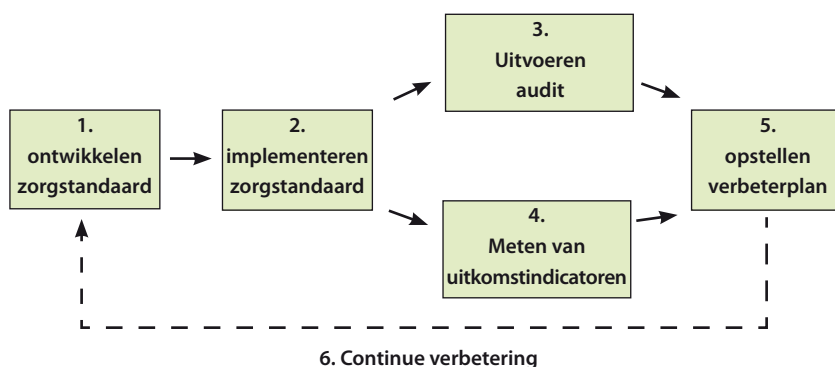 1.
ontwikkelen
zorgstandaard
2.
implementeren
zorgstandaard
3.
Uitvoeren
audit
4.
Meten van
uitkomstindicatoren
5.
opstellen
verbeterplan
6. Continue verbetering